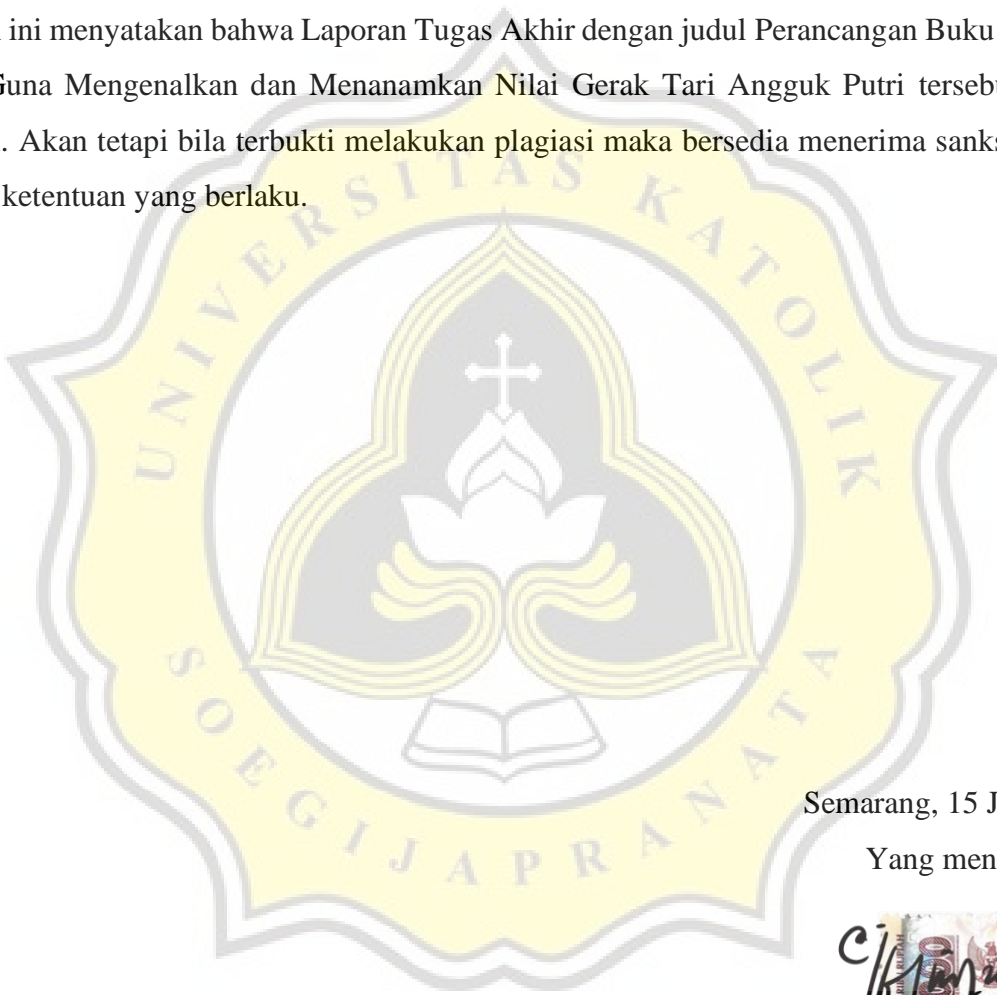 ini menyatakan bahwa Laporan Tugas Akhir dengan judul Perancangan Buku
Guna Mengenalkan dan Menanamkan Nilai Gerak Tari Angguk Putri tersebu
. Akan tetapi bila terbukti melakukan plagiasi maka bersedia menerima sanks
ketentuan yang berlaku.
UNIVERSITAS KATOLIK
SOEGIJAPRANATA
Semarang, 15 J
Yang men